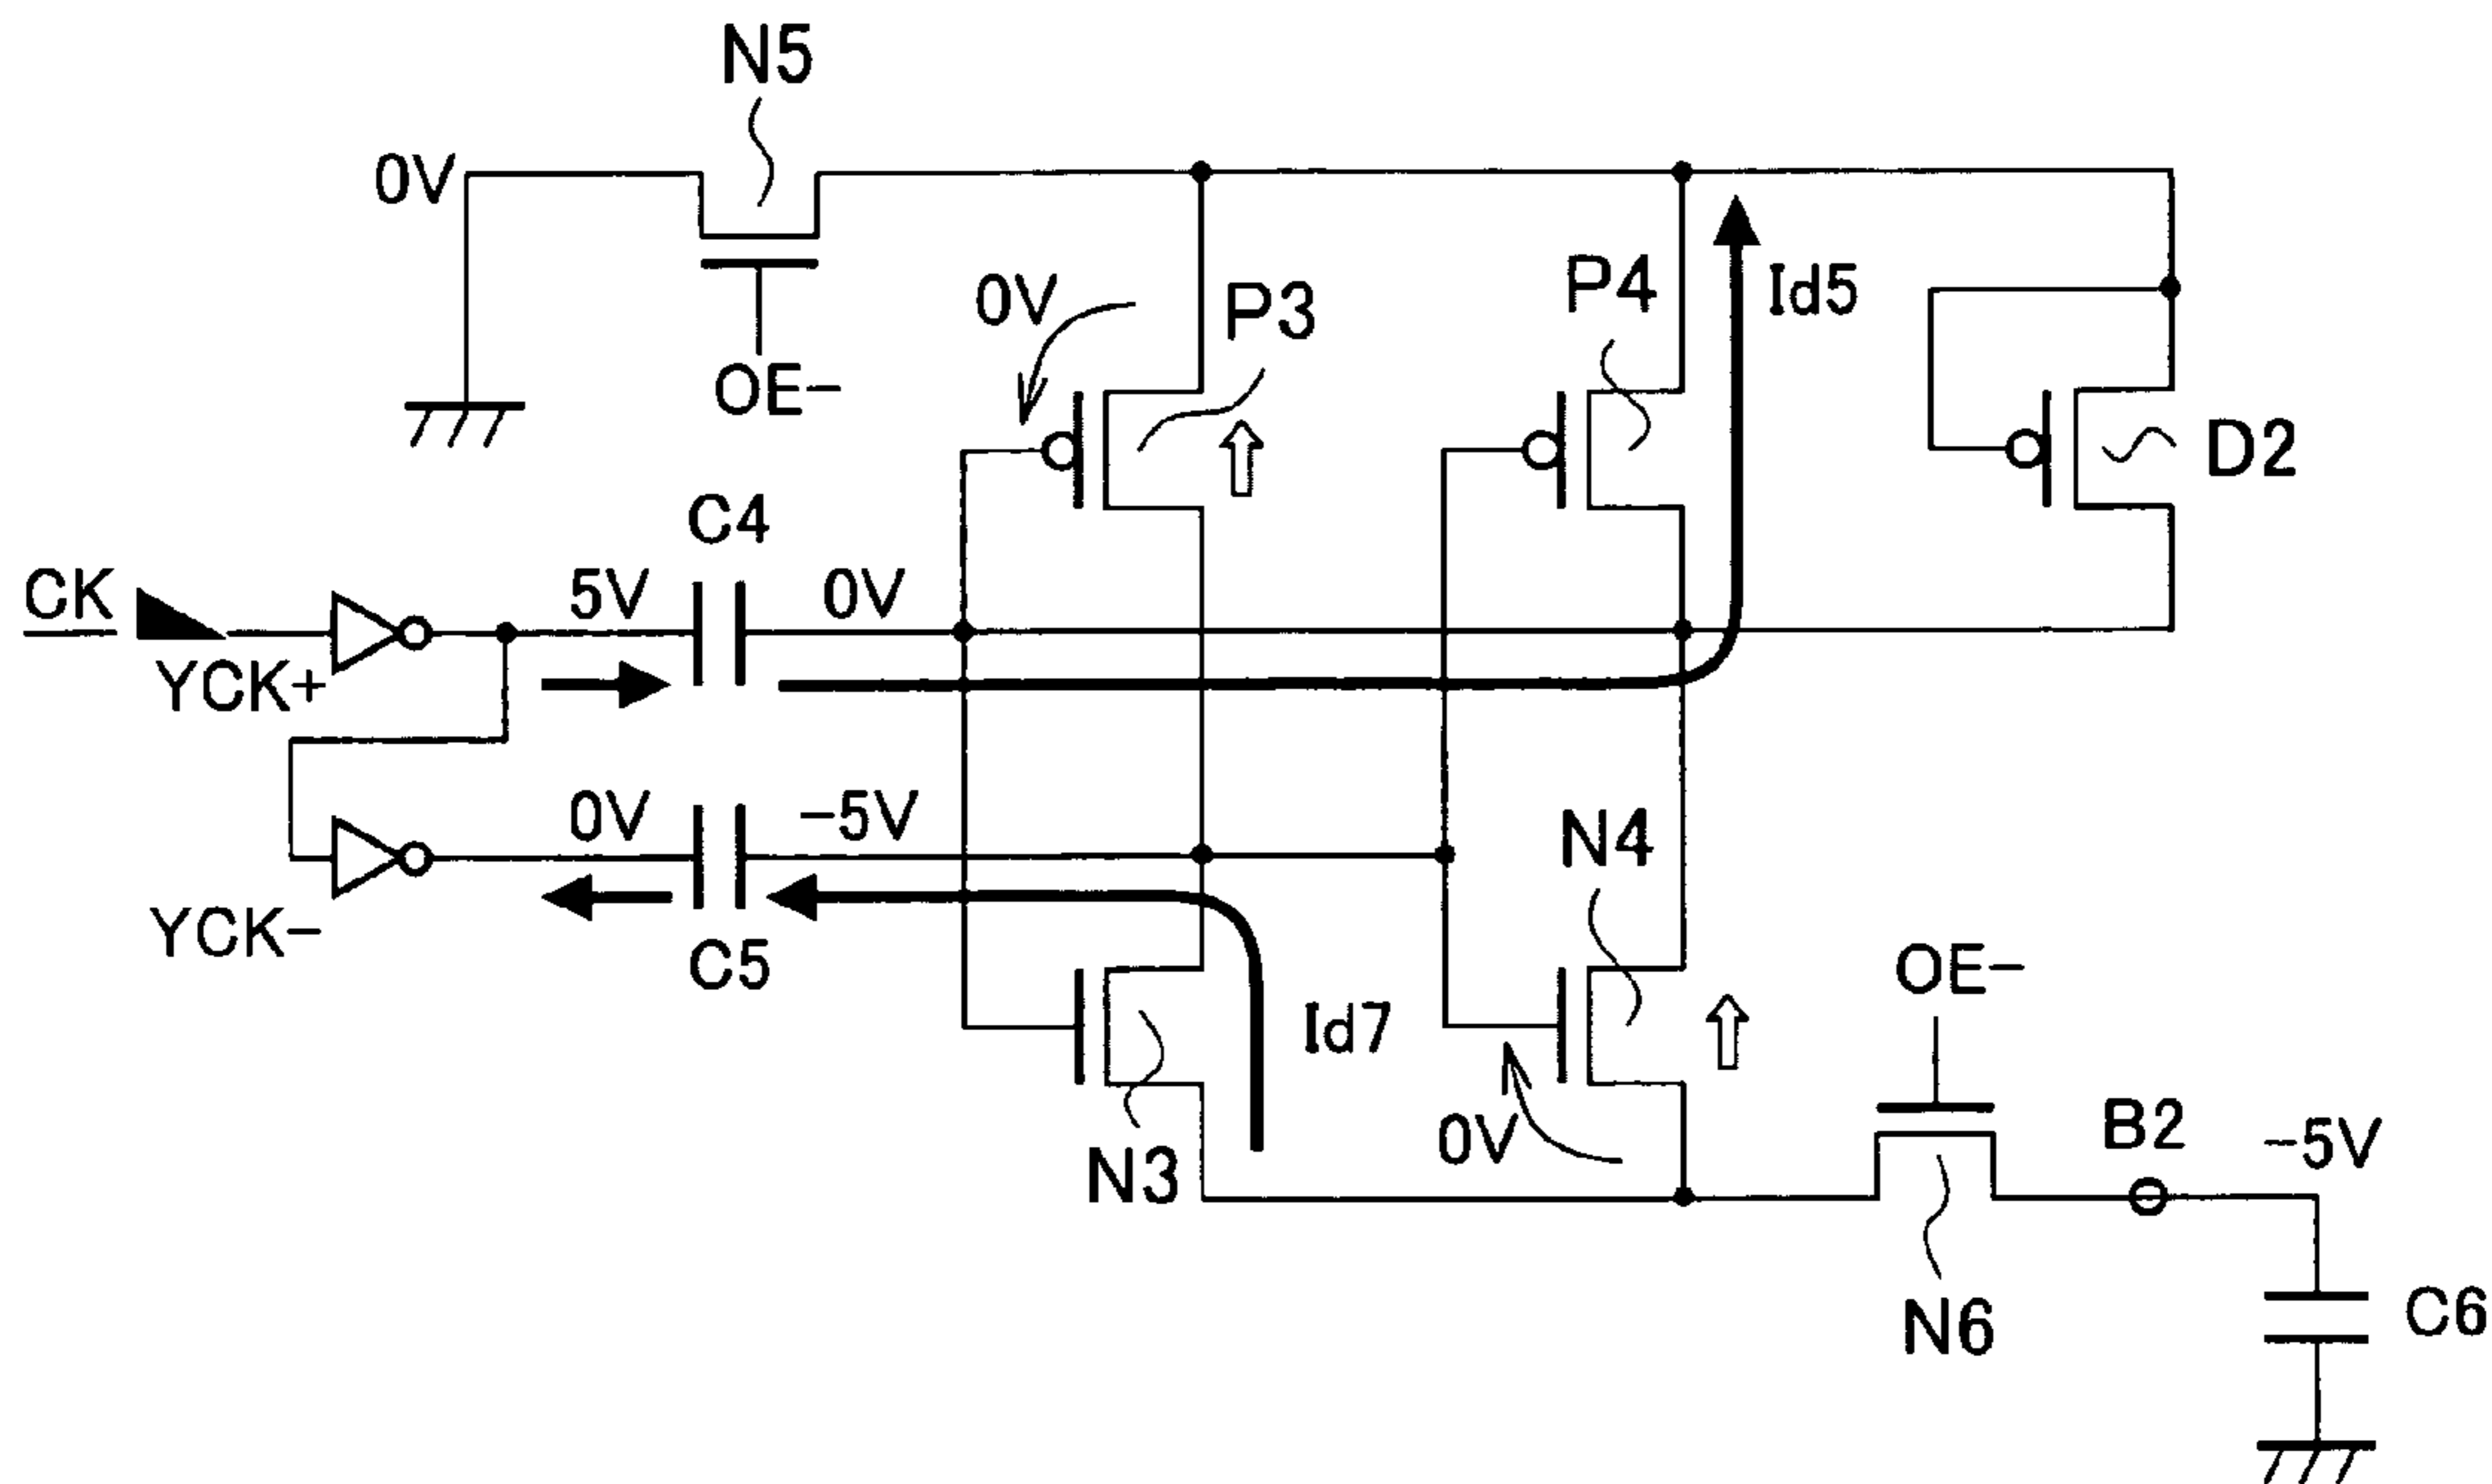 N5
0V
OE-
0V
P3
P4
Id5
D2
C4
CK
5V
0V
YCK+
0V
-5V
N4
YCK-
C5
OE-
Id7
0V
N3
B2
-5V
N6
C6